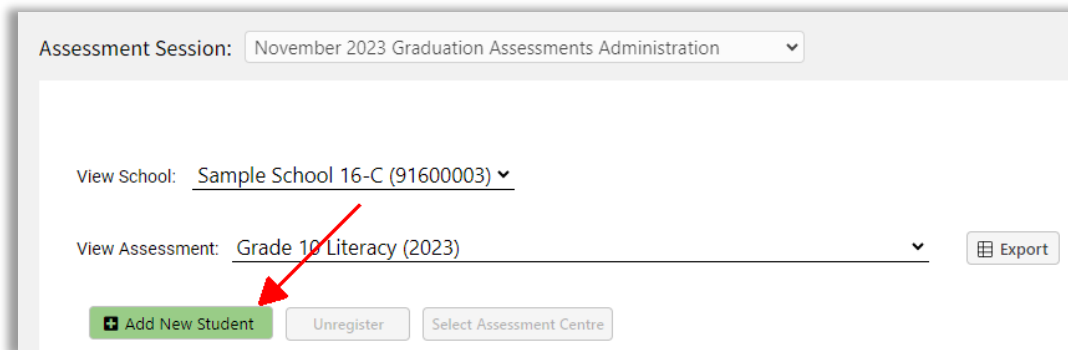 Assessment Session: November 2023 Graduation Assessments Administration
View School: Sample School 16-C (91600003)
View Assessment: Grade 10 Literacy (2023) Export
Add New Student Unregister Select Assessment Centre